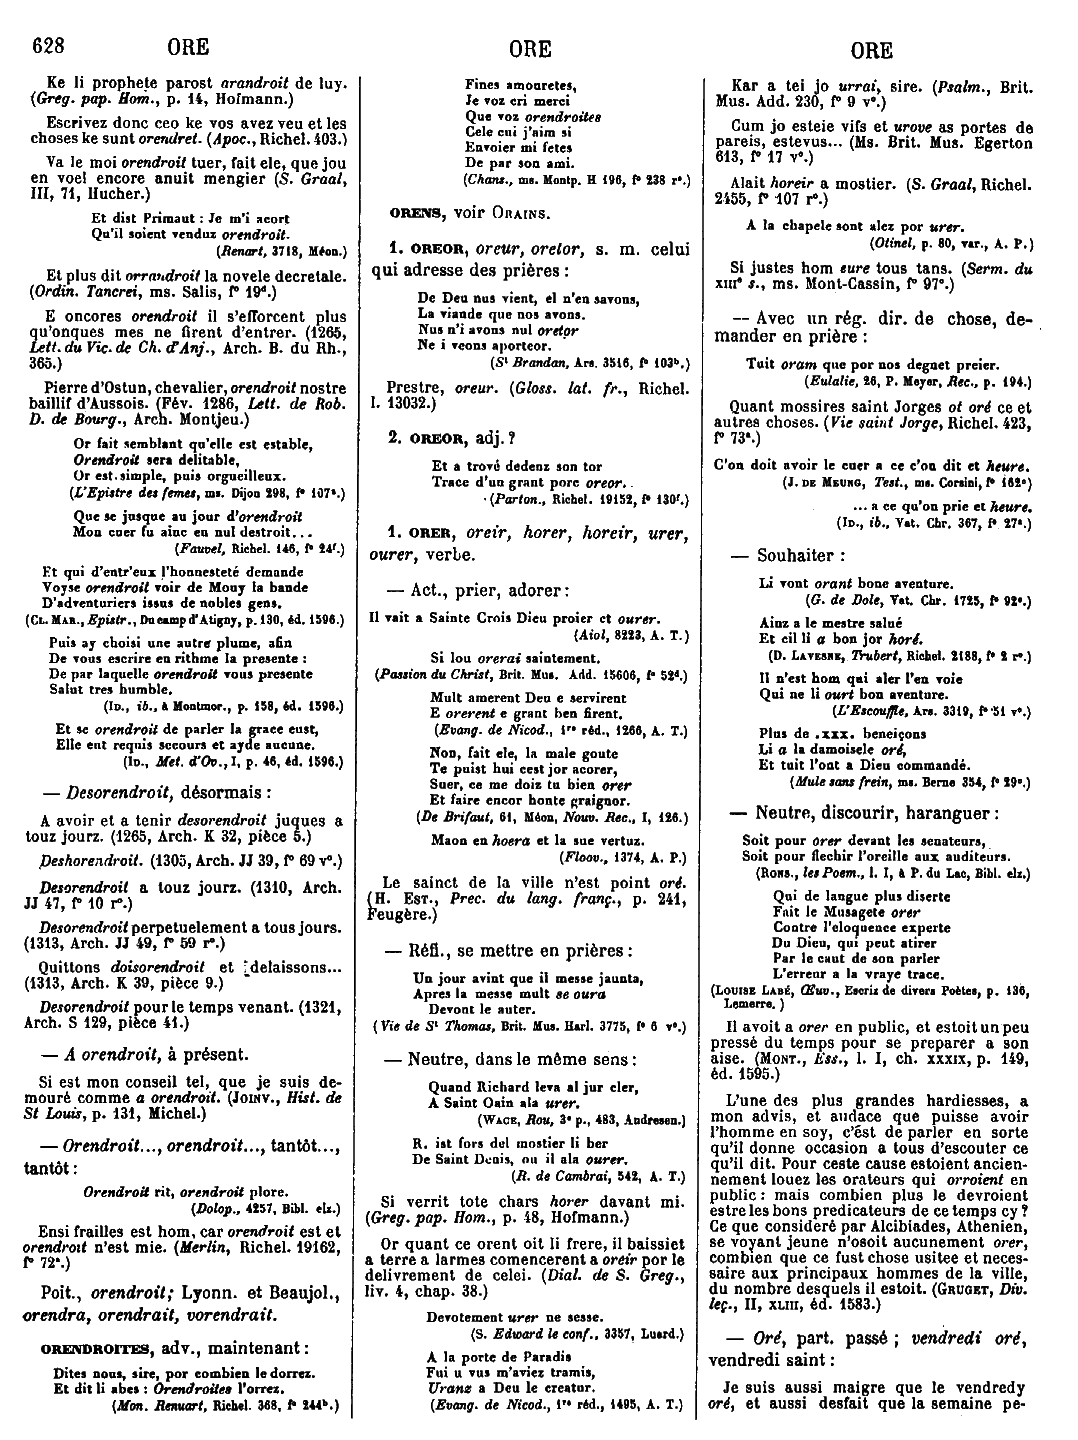 628 ORE ORE ORE
Ke li prophete parost arandroit de luy.
(Greg. pap. Hom., p. 14, Hofmann.)
Escrivez donc ceo ke vos avez veu et les
choses ke sunt orendret. (Apoc., Richel. 403.)
Va le moi orendroit tuer, fait ele, que jou
en voel encore anuit mengier (S. Graal,
III, 71, Hucher.)
Et dist Primaut : Je m'i acort
Qu'il soient venduz orendroit.
(Renart, 3718, Méon.)
Et plus dit orrandroit la novele decretale.
(Ordin. Tancrei, ms. Salis, f° 19d.)
E oncores orendroit il s'efforcent plus
qu'onques mes ne firent d'entrer. (1265,
Lett. du Vic. de Ch. d'Anj., Arch. B. du Rh.,
365.)
Pierre d'Ostun, chevalier, orendroit nostre
baillif d'Aussois. (Fév. 1286, Lett. de Rob.
D. de Bourg., Arch. Montjeu.)
Or fait semblant qu'elle est estable,
Orendroit sera delitable,
Or est simple, puis orgueilleux.
(L'Epistre des femes, ms. Dijon 298, f° 107a.)
Que se jusque au jour d'orendroit
Mon cuer fu ainc en nul destroit...
(Fauvel, Richel. 146, f° 24f.)
Et qui d'entr'eux l'honnesteté demande
Voyse orendroit voir de Mouy la bande
D'adventuriers issus de nobles gens.
(CL. MAR., Epistr., Du camp d'Atigny, p. 130, éd. 1596.)
Puis ay choisi une autre plume, afin
De vous escrire en rithme la presente :
De par laquelle orendroit vous presente
Salut tres humble.
(ID., ib., à Montmor., p. 158, éd. 1596.)
Et se orendroit de parler la grace eust,
Elle eut requis secours et ayde aucune.
(ID., Met. d'Ov., I, p. 46, éd. 1596.)
— Desorendroit, désormais :
A avoir et a tenir desorendroit juques a
touz jourz. (1265, Arch. K 32, pièce 5.)
Deshorendroit. (1305, Arch. JJ 39, f° 69 v°.)
Desorendroit a touz jourz. (1310, Arch.
JJ 47, f° 10 r°.)
Desorendroit perpetuelement a tous jours.
(1313, Arch. JJ 49, f° 59 r°.)
Quittons doisorendroit et delaissons...
(1313, Arch. K 39, pièce 9.)
Desorendroit pour le temps venant. (1321,
Arch. S 129, pièce 41.)
— A orendroit, à présent.
Si est mon conseil tel, que je suis de-
mouré comme a orendroit. (JOINV., Hist. de
St Louis, p. 131, Michel.)
— Orendroit..., orendroit..., tantôt...,
tantôt :
Orendroit rit, orendroit plore.
(Dolop., 4257, Bibl. elz.)
Ensi frailles est hom, car orendroit est et
orendroit n'est mie. (Merlin, Richel. 19162,
f° 72a.)
Poit., orendroit; Lyonn. et Beaujol.,
orendra, orendrait, vorendrait.
ORENDROITES, adv., maintenant :
Dites nous, sire, por combien le dorrez.
Et dit li abes : Orendroites l'orrez.
(Mon. Renuart, Richel. 368, f° 244b.)
Fines amouretes,
Je voz cri merci
Que voz orendroites
Cele cui j'aim si
Envoier mi fetes
De par son ami.
(Chans., ms. Montp. H 196, f° 238 r°.)
ORENS, voir ORAINS.
1. OREOR, oreur, oretor, s. m. celui
qui adresse des prières :
De Deu nus vient, el n'en savons,
La viande que nos avons.
Nus n'i avons nul oretor
Ne i veons aporteor.
(St Brandan, Ars. 3516, f° 103b.)
Prestre, oreur. (Gloss. lat. fr., Richel.
l. 13032.)
2. OREOR, adj. ?
Et a trové dedenz son tor
Trace d'un grant porc oreor.
(Parton., Richel. 19152, f° 130f.)
1. ORER, oreir, horer, horeir, urer,
ourer, verbe.
— Act., prier, adorer :
Il vait a Sainte Crois Dieu proier et ourer.
(Aiol, 8223, A. T.)
Si lou orerai saintement.
(Passion du Christ, Brit. Mus. Add. 15606, f° 52d.)
Mult amerent Deu e servirent
E orerent e grant ben firent.
(Evang. de Nicod., 1re réd., 1266, A. T.)
Non, fait ele, la male goute
Te puist hui cest jor acorer,
Suer, ce me doiz tu bien orer
Et faire encor honte graignor.
(De Brifaut, 61, Méon, Nouv. Rec., I, 126.)
Maon en hoera et la sue vertuz.
(Floov., 1374, A. P.)
Le sainct de la ville n'est point oré.
(H. EST., Prec. du lang. franç., p. 241,
Feugère.)
— Réfl., se mettre en prières :
Un jour avint que il messe jaunta,
Apres la messe mult se oura
Devont le auter.
(Vie de St Thomas, Brit. Mus. Harl. 3775, f° 6 v°.)
— Neutre, dans le même sens :
Quand Richard leva al jur cler,
A Saint Oain ala urer.
(WACE, Rou, 3e p., 483, Andresen.)
R. ist fors del mostier li ber
De Saint Denis, ou il ala ourer.
(R. de Cambrai, 542, A. T.)
Si verrit tote chars horer davant mi.
(Greg. pap. Hom., p. 48, Hofmann.)
Or quant ce orent oit li frere, il baissiet
a terre a larmes comencerent a oreir por le
delivrement de celei. (Dial. de S. Greg.,
liv. 4, chap. 38.)
Devotement urer ne sesse.
(S. Edward le conf., 3357, Luard.)
A la porte de Paradis
Fui u vus m'aviez tramis,
Uranz a Deu le creatur.
(Evang. de Nicod., 1re réd., 1495, A. T.)
Kar a tei jo urrai, sire. (Psalm., Brit.
Mus. Add. 230, f° 9 v°.)
Cum jo esteie vifs et urove as portes de
pareis, estevus... (Ms. Brit. Mus. Egerton
613, f° 17 v°.)
Alait horeir a mostier. (S. Graal, Richel.
2455, f° 107 r°.)
A la chapele sont alez por urer.
(Otinel, p. 80, var., A. P.)
Si justes hom eure tous tans. (Serm. du
XIIIe s., ms. Mont-Cassin, f° 97c.)
— Avec un rég. dir. de chose, de-
mander en prière :
Tuit oram que por nos degnet preier.
(Eulalie, 26, P. Meyer, Rec., p. 194.)
Quant mossires saint Jorges ot oré ce et
autres choses. (Vie saint Jorge, Richel. 423,
f° 73a.)
C'on doit avoir le cuer a ce c'on dit et heure.
(J. DE MEUNG, Test., ms. Corsini, f° 162c)
... a ce qu'on prie et heure.
(ID., ib., Vat. Chr. 367, f° 27a.)
— Souhaiter :
Li vont orant bone aventure.
(G. de Dole, Vat. Chr. 1725, f° 92c.)
Ainz a le mestre salué
Et cil li a bon jor horé.
(D. LAVESNE, Trubert, Richel. 2188, f° 2 r°.)
Il n'est hom qui aler l'en voie
Qui ne li ourt bon aventure.
(L'Escouffle, Ars. 3319, f° 51 v°.)
Plus de .xxx. beneiçons
Li a la damoisele oré,
Et tuit l'ont a Dieu commandé.
(Mule sans frein, ms. Berne 354, f° 29c.)
— Neutre, discourir, haranguer :
Soit pour orer devant les senateurs,
Soit pour flechir l'oreille aux auditeurs.
(RONS., les Poem., l. I, à P. du Lac, Bibl. elz.)
Qui de langue plus diserte
Fait le Musagete orer
Contre l'eloquence experte
Du Dieu, qui peut atirer
Par le caut de son parler
L'erreur a la vraye trace.
(LOUISE LABÉ, Œuv., Escriz de divers Poëtes, p. 136,
Lemerre.)
Il avoit a orer en public, et estoit un peu
pressé du temps pour se preparer a son
aise. (MONT., Ess., l. I, ch. XXXIX, p. 149,
éd. 1595.)
L'une des plus grandes hardiesses, a
mon advis, et audace que puisse avoir
l'homme en soy, c'ést de parler en sorte
qu'il donne occasion a tous d'escouter ce
qu'il dit. Pour ceste cause estoient ancien-
nement louez les orateurs qui orroient en
public : mais combien plus le devroient
estre les bons predicateurs de ce temps cy ?
Ce que consideré par Alcibiades, Athenien,
se voyant jeune n'osoit aucunement orer,
combien que ce fust chose usitee et neces-
saire aux principaux hommes de la ville,
du nombre desquels il estoit. (GRUGET, Div.
leç., II, XLIII, éd. 1583.)
— Oré, part. passé ; vendredi oré,
vendredi saint :
Je suis aussi maigre que le vendredy
oré, et aussi desfait que la semaine pe-